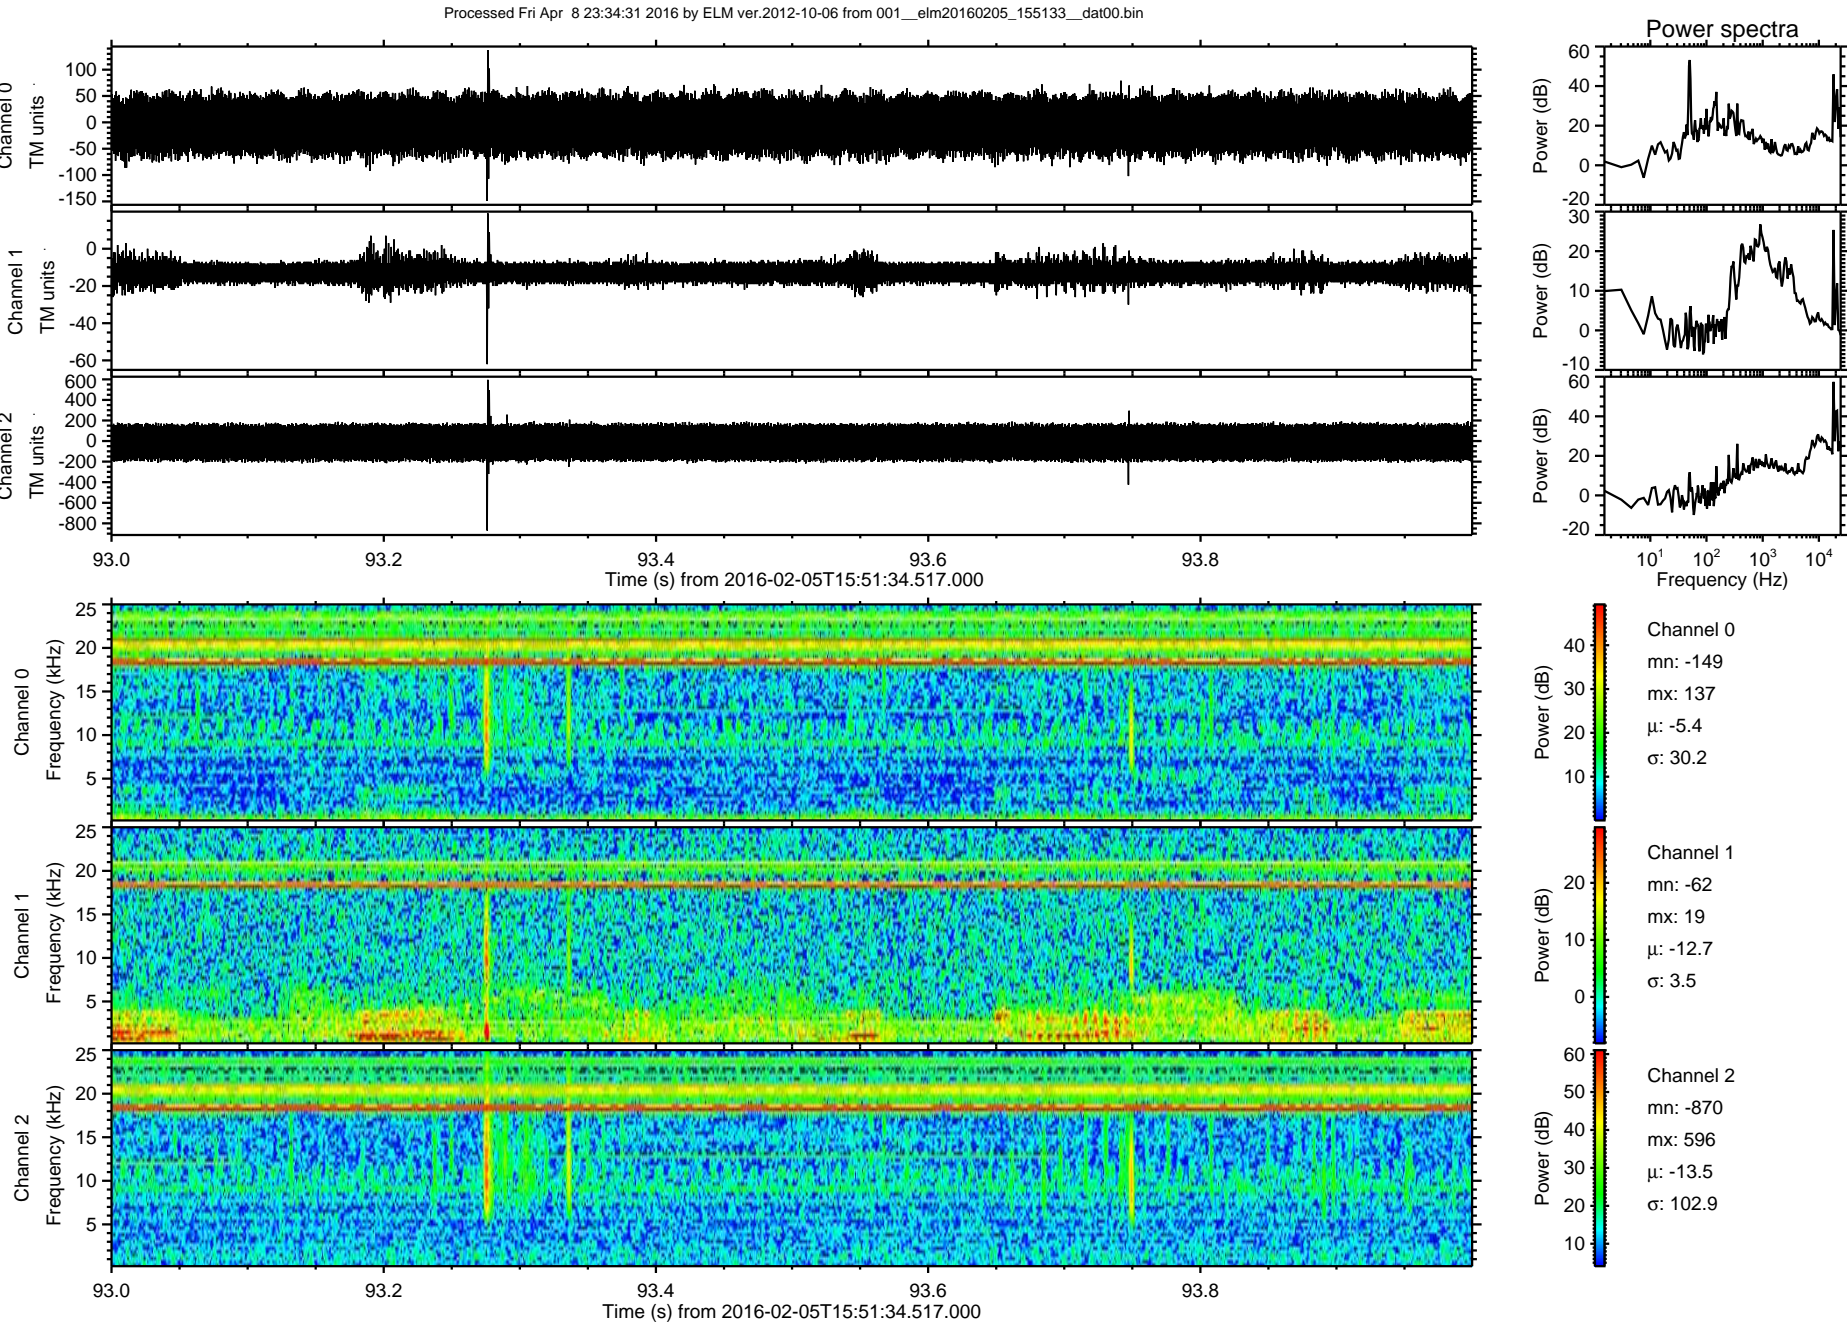 Processed Fri Apr  8 23:34:31 2016 by ELM ver.2012-10-06 from 001__elm20160205_155133__dat00.bin
Power spectra
Channel 0
TM units
100
50
0
-50
-100
-150
Channel 1
TM units
0
-20
-40
-60
Channel 2
TM units
600
400
200
0
-200
-400
-600
-800
93.0 93.2 93.4 93.6 93.8
Time (s) from 2016-02-05T15:51:34.517.000
Power (dB)
60
40
20
0
-20
Power (dB)
30
20
10
0
-10
Power (dB)
60
40
20
0
-20
10^1 10^2 10^3 10^4
Frequency (Hz)
Channel 0
Frequency (kHz)
25
20
15
10
5
Power (dB)
40
30
20
10
Channel 0
mn: -149
mx: 137
μ: -5.4
σ: 30.2
Channel 1
Frequency (kHz)
25
20
15
10
5
Power (dB)
20
10
0
Channel 1
mn: -62
mx: 19
μ: -12.7
σ: 3.5
Channel 2
Frequency (kHz)
25
20
15
10
5
Power (dB)
60
50
40
30
20
10
Channel 2
mn: -870
mx: 596
μ: -13.5
σ: 102.9
93.0 93.2 93.4 93.6 93.8
Time (s) from 2016-02-05T15:51:34.517.000